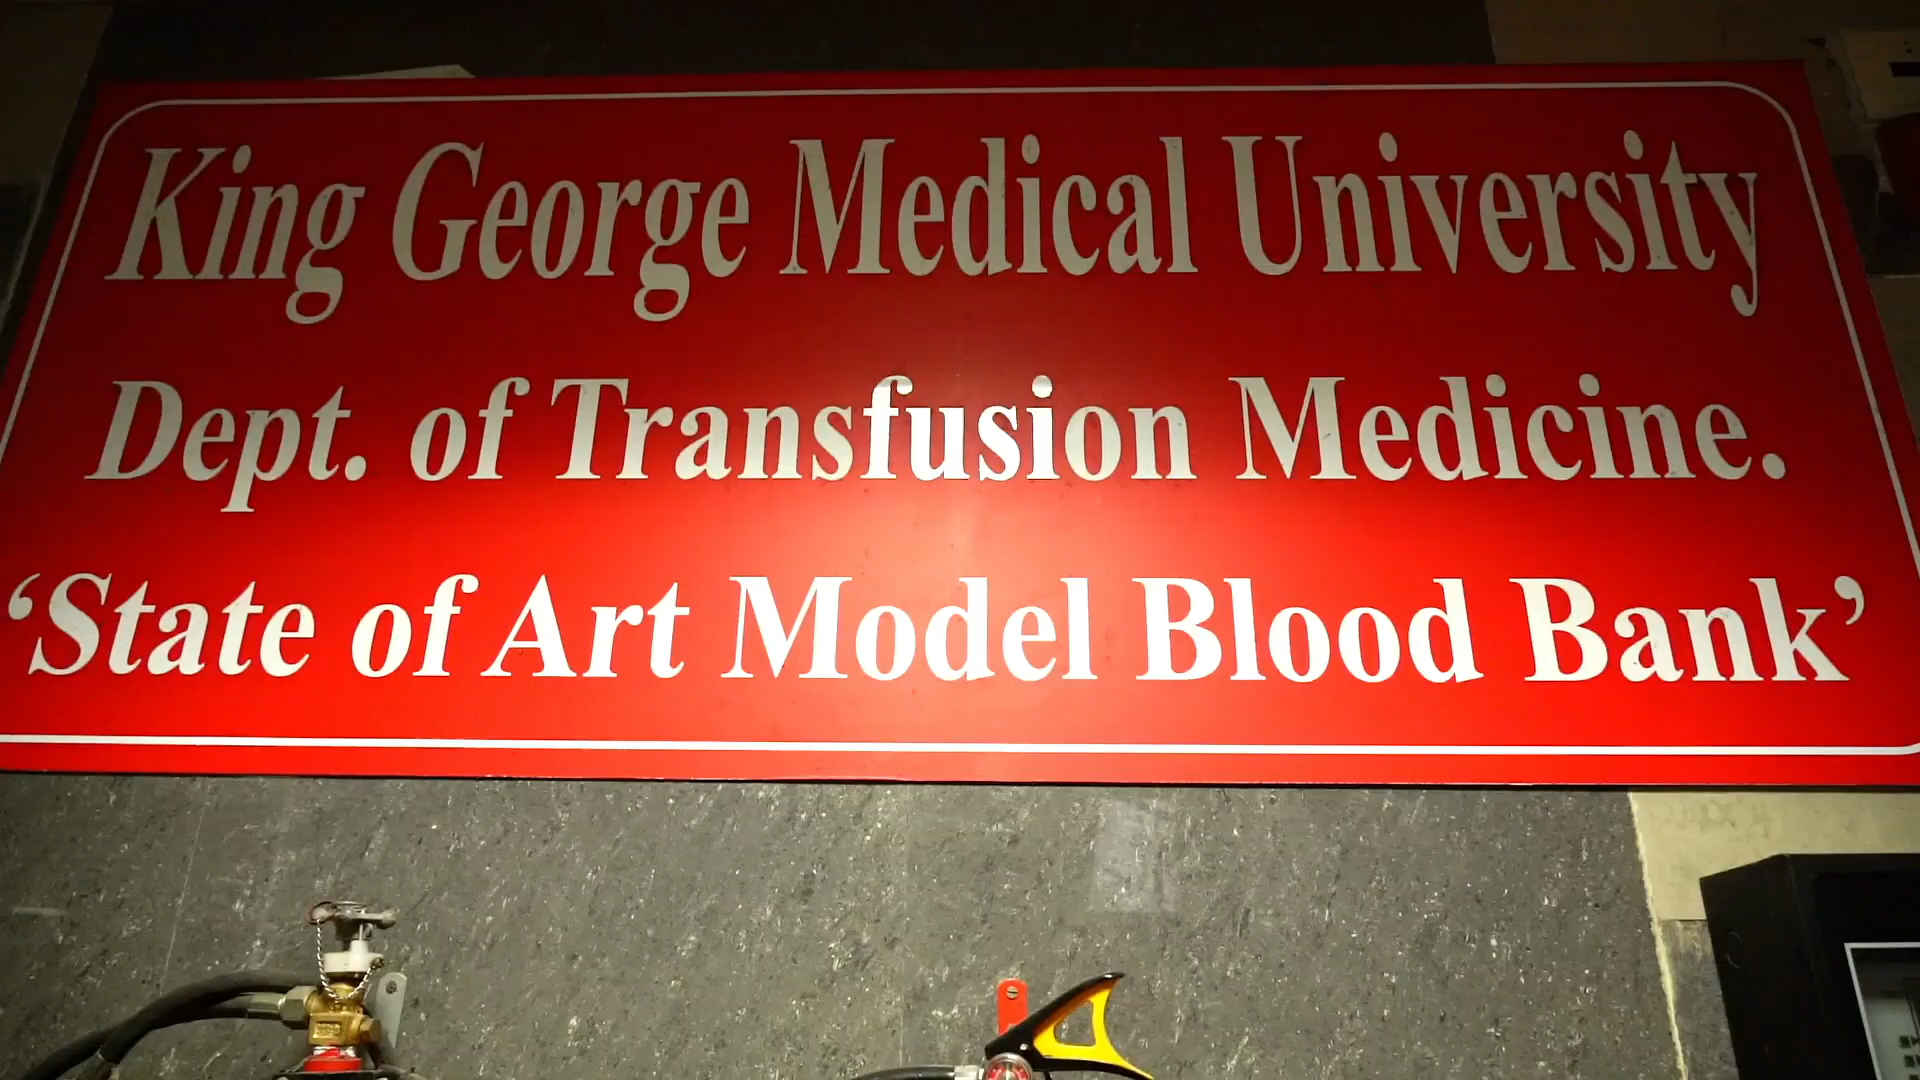 King George Medical University
Dept. of Transfusion Medicine.
‘State of Art Model Blood Bank’